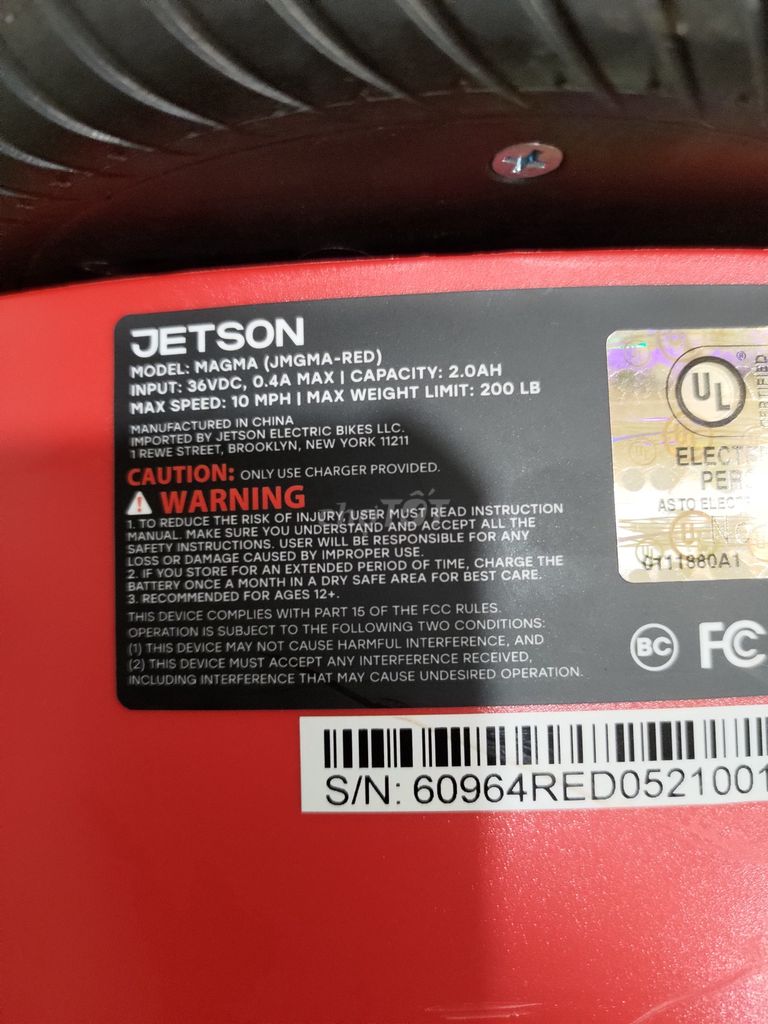 JETSON
MODEL: MAGMA (JMGMA-RED)
INPUT: 36VDC, 0.4A MAX | CAPACITY: 2.0AH
MAX SPEED: 10 MPH | MAX WEIGHT LIMIT: 200 LB
MANUFACTURED IN CHINA
IMPORTED BY JETSON ELECTRIC BIKES LLC.
1 REWE STREET, BROOKLYN, NEW YORK 11211
CAUTION: ONLY USE CHARGER PROVIDED.
WARNING
1. TO REDUCE THE RISK OF INJURY, USER MUST READ INSTRUCTION
MANUAL. MAKE SURE YOU UNDERSTAND AND ACCEPT ALL THE
SAFETY INSTRUCTIONS. USER WILL BE RESPONSIBLE FOR ANY
LOSS OR DAMAGE CAUSED BY IMPROPER USE.
2. IF YOU STORE FOR AN EXTENDED PERIOD OF TIME, CHARGE THE
BATTERY ONCE A MONTH IN A DRY SAFE AREA FOR BEST CARE.
3. RECOMMENDED FOR AGES 12+.
THIS DEVICE COMPLIES WITH PART 15 OF THE FCC RULES.
OPERATION IS SUBJECT TO THE FOLLOWING TWO CONDITIONS:
(1) THIS DEVICE MAY NOT CAUSE HARMFUL INTERFERENCE, AND
(2) THIS DEVICE MUST ACCEPT ANY INTERFERENCE RECEIVED,
INCLUDING INTERFERENCE THAT MAY CAUSE UNDESIRED OPERATION.
UL ®
CERTIFIED
ELECT
PER
AS TO ELEC
BC FC
S/N: 60964RED0521001
chợTỐT